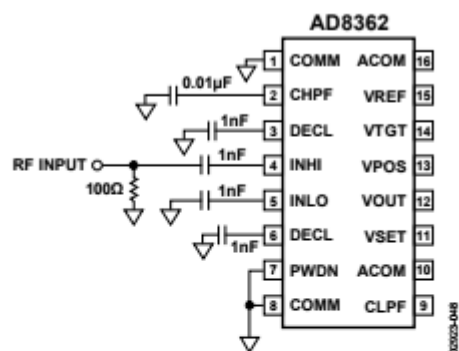 AD8362
1 COMM ACOM 16
0.01µF
2 CHPF VREF 15
1nF
3 DECL VTGT 14
1nF
RF INPUT 4 INHI VPOS 13
100Ω
1nF
5 INLO VOUT 12
6 DECL VSET 11
1nF
7 PWDN ACOM 10
8 COMM CLPF 9
02923-048